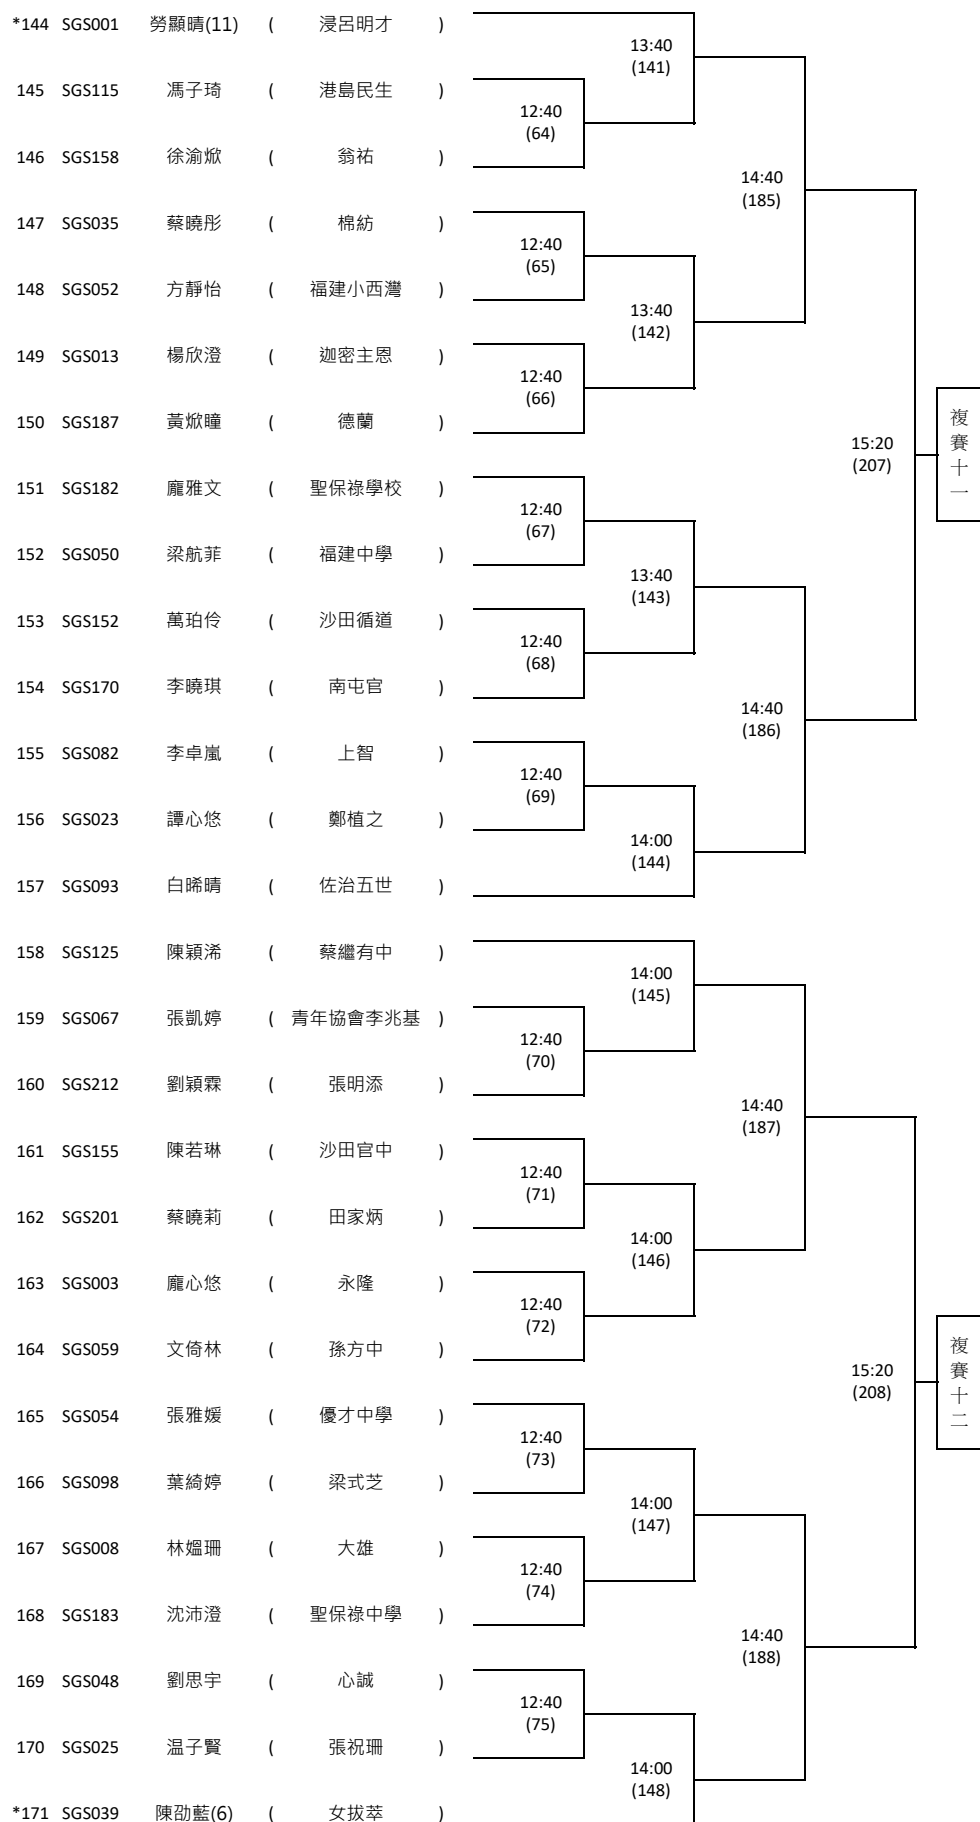 *144 SGS001 勞顯晴(11) ( 浸呂明才 )
13:40
(141)
145 SGS115 馮子琦 ( 港島民生 )
12:40
(64)
146 SGS158 徐渝焮 ( 翁祐 )
14:40
(185)
147 SGS035 蔡曉彤 ( 棉紡 )
12:40
(65)
148 SGS052 方靜怡 ( 福建小西灣 )
13:40
(142)
149 SGS013 楊欣澄 ( 迦密主恩 )
12:40
(66)
150 SGS187 黃焮曈 ( 德蘭 )
15:20
(207)
複賽十一
151 SGS182 龐雅文 ( 聖保祿學校 )
12:40
(67)
152 SGS050 梁航菲 ( 福建中學 )
13:40
(143)
153 SGS152 萬珀伶 ( 沙田循道 )
12:40
(68)
154 SGS170 李曉琪 ( 南屯官 )
14:40
(186)
155 SGS082 李卓嵐 ( 上智 )
12:40
(69)
156 SGS023 譚心悠 ( 鄭植之 )
14:00
(144)
157 SGS093 白晞晴 ( 佐治五世 )
158 SGS125 陳穎浠 ( 蔡繼有中 )
14:00
(145)
159 SGS067 張凱婷 ( 青年協會李兆基 )
12:40
(70)
160 SGS212 劉穎霖 ( 張明添 )
14:40
(187)
161 SGS155 陳若琳 ( 沙田官中 )
12:40
(71)
162 SGS201 蔡曉莉 ( 田家炳 )
14:00
(146)
163 SGS003 龐心悠 ( 永隆 )
12:40
(72)
164 SGS059 文倚林 ( 孫方中 )
15:20
(208)
複賽十二
165 SGS054 張雅媛 ( 優才中學 )
12:40
(73)
166 SGS098 葉綺婷 ( 梁式芝 )
14:00
(147)
167 SGS008 林嫗珊 ( 大雄 )
12:40
(74)
168 SGS183 沈沛澄 ( 聖保祿中學 )
14:40
(188)
169 SGS048 劉思宇 ( 心誠 )
12:40
(75)
170 SGS025 温子賢 ( 張祝珊 )
14:00
(148)
*171 SGS039 陳劭藍(6) ( 女拔萃 )